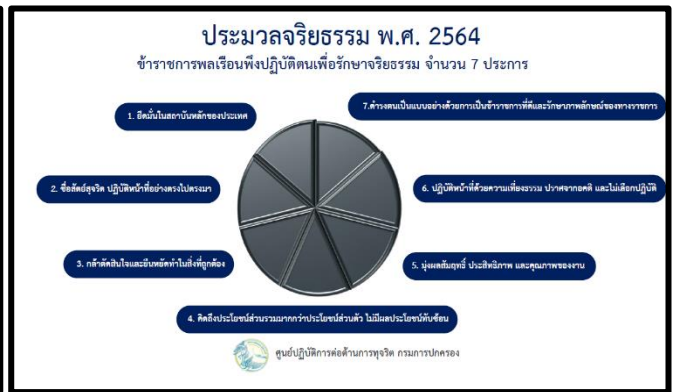 ประมวลจริยธรรม พ.ศ. 2564
ข้าราชการพลเรือนพึงปฏิบัติตนเพื่อรักษาจริยธรรม จำนวน 7 ประการ
1. ยึดมั่นในสถาบันหลักของประเทศ
2. ซื่อสัตย์สุจริต ปฏิบัติหน้าที่อย่างตรงไปตรงมา
3. กล้าตัดสินใจและยืนหยัดทำในสิ่งที่ถูกต้อง
4. คิดถึงประโยชน์ส่วนรวมมากกว่าประโยชน์ส่วนตัว ไม่มีผลประโยชน์ทับซ้อน
5. มุ่งผลสัมฤทธิ์ ประสิทธิภาพ และคุณภาพของงาน
6. ปฏิบัติหน้าที่ด้วยความเที่ยงธรรม ปราศจากอคติ และไม่เลือกปฏิบัติ
7.ดำรงตนเป็นแบบอย่างด้วยการเป็นข้าราชการที่ดีและรักษาภาพลักษณ์ของทางราชการ
ศูนย์ปฏิบัติการต่อต้านการทุจริต กรมการปกครอง